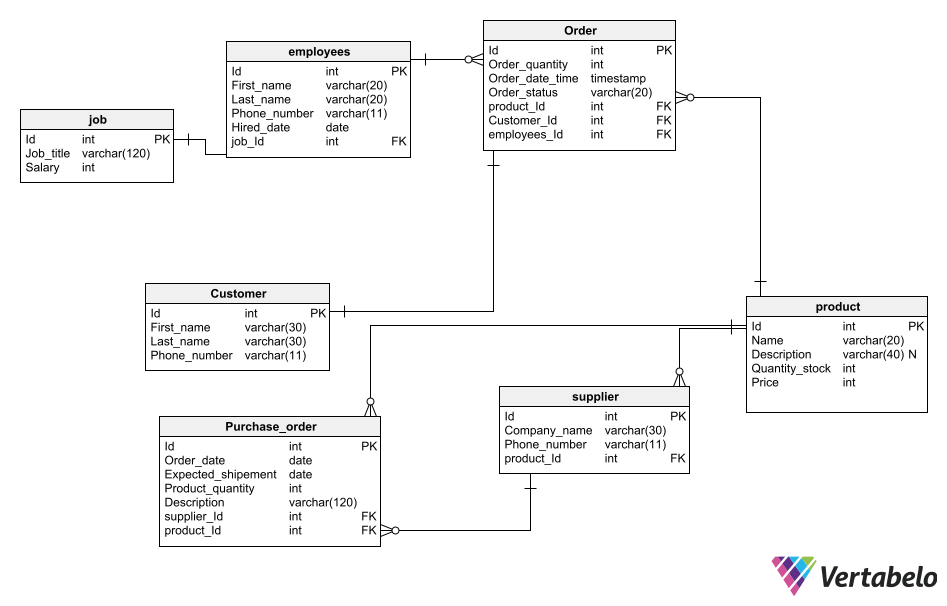 Order
Id int PK
Order_quantity int
Order_date_time timestamp
Order_status varchar(20)
product_Id int FK
Customer_Id int FK
employees_Id int FK
employees
Id int PK
First_name varchar(20)
Last_name varchar(20)
Phone_number varchar(11)
Hired_date date
job_Id int FK
job
Id int PK
Job_title varchar(120)
Salary int
Customer
Id int PK
First_name varchar(30)
Last_name varchar(30)
Phone_number varchar(11)
product
Id int PK
Name varchar(20)
Description varchar(40) N
Quantity_stock int
Price int
supplier
Id int PK
Company_name varchar(30)
Phone_number varchar(11)
product_Id int FK
Purchase_order
Id int PK
Order_date date
Expected_shipement date
Product_quantity int
Description varchar(120)
supplier_Id int FK
product_Id int FK
Vertabelo